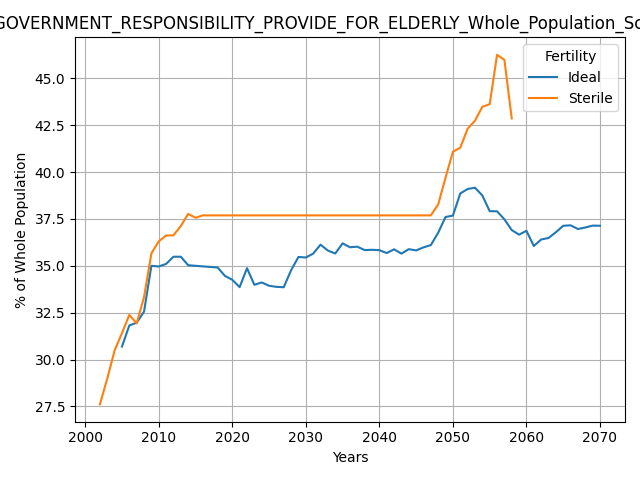 GOVERNMENT_RESPONSIBILITY_PROVIDE_FOR_ELDERLY_Whole_Population_Sc
Fertility
Ideal
Sterile
45.0
42.5
40.0
37.5
35.0
32.5
30.0
27.5
% of Whole Population
2000 2010 2020 2030 2040 2050 2060 2070
Years